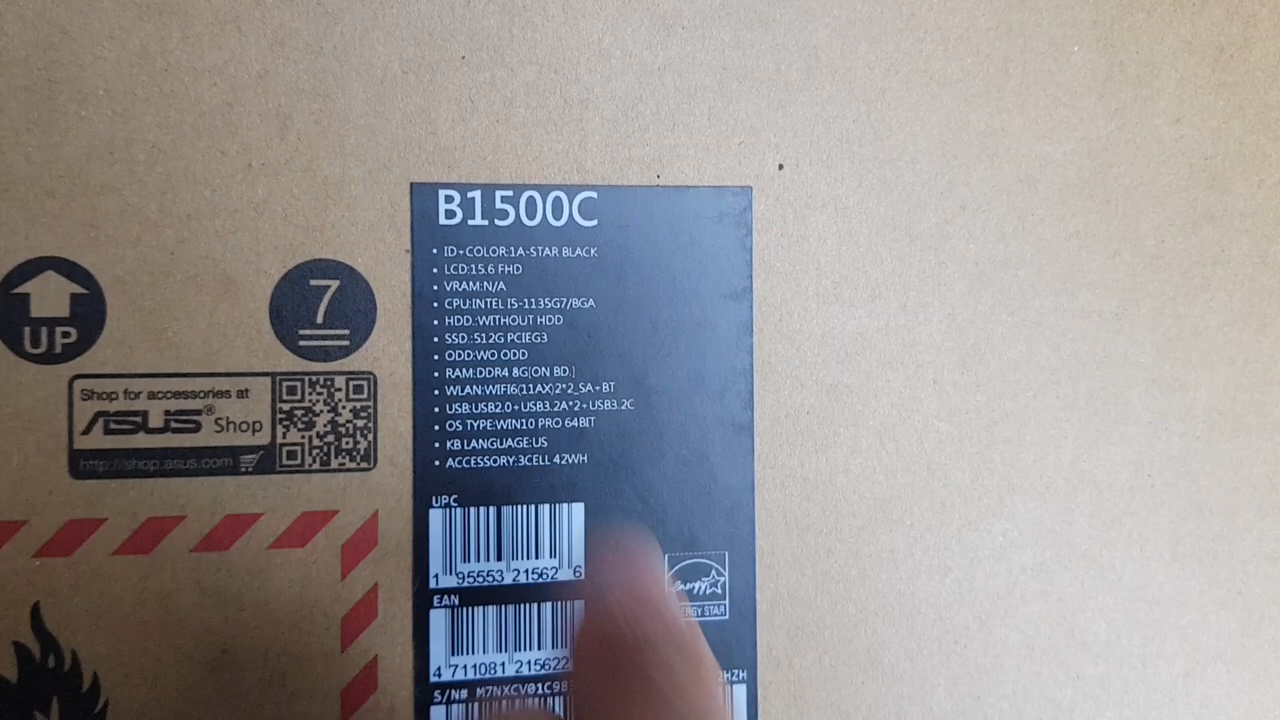 B1500C
• ID+COLOR:1A-STAR BLACK
• LCD:15.6 FHD
• VRAM:N/A
• CPU:INTEL I5-1135G7/BGA
• HDD.:WITHOUT HDD
• SSD.:512G PCIEG3
• ODD:WO ODD
• RAM:DDR4 8G(ON BD.)
• WLAN:WIFI6(11AX)2*2_SA+BT
• USB:USB2.0+USB3.2A*2+USB3.2C
• OS TYPE:WIN10 PRO 64BIT
• KB LANGUAGE:US
• ACCESSORY:3CELL 42WH
UPC
1 95553 21562 6
EAN
4 711081 215622
S/N# M7NXCV01C98
2HZH
Energy
ERGY STAR
UP
7
Shop for accessories at
ASUS® Shop
http://shop.asus.com